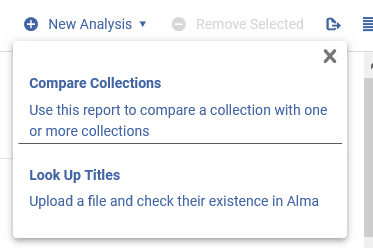 New Analysis Remove Selected
Compare Collections
Use this report to compare a collection with one
or more collections
Look Up Titles
Upload a file and check their existence in Alma